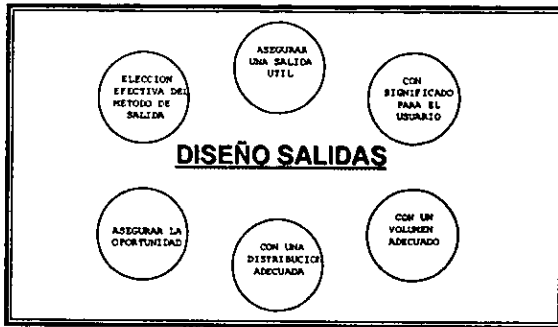 ASEGURAR
UNA SALIDA
UTIL
ELECCION
EFECTIVA DEL
METODO DE
SALIDA
CON
SIGNIFICADO
PARA EL
USUARIO
DISEÑO SALIDAS
ASEGURAR LA
OPORTUNIDAD
CON UNA
DISTRIBUCIO
ADECUADA
CON UN
VOLUMEN
ADECUADO